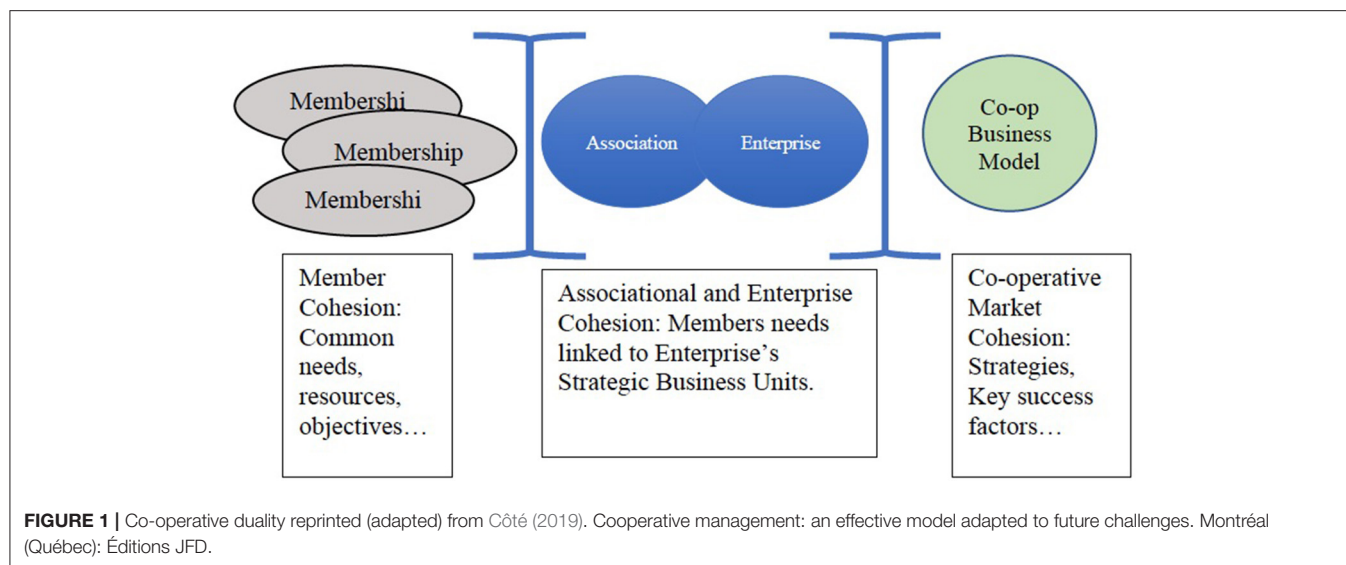 Membershi
Membership
Membershi
Association
Enterprise
Co-op
Business
Model
Member
Cohesion:
Common
needs,
resources,
objectives…
Associational and Enterprise
Cohesion: Members needs
linked to Enterprise's
Strategic Business Units.
Co-operative
Market
Cohesion:
Strategies,
Key success
factors…
FIGURE 1 | Co-operative duality reprinted (adapted) from Côté (2019). Cooperative management: an effective model adapted to future challenges. Montréal
(Québec): Éditions JFD.